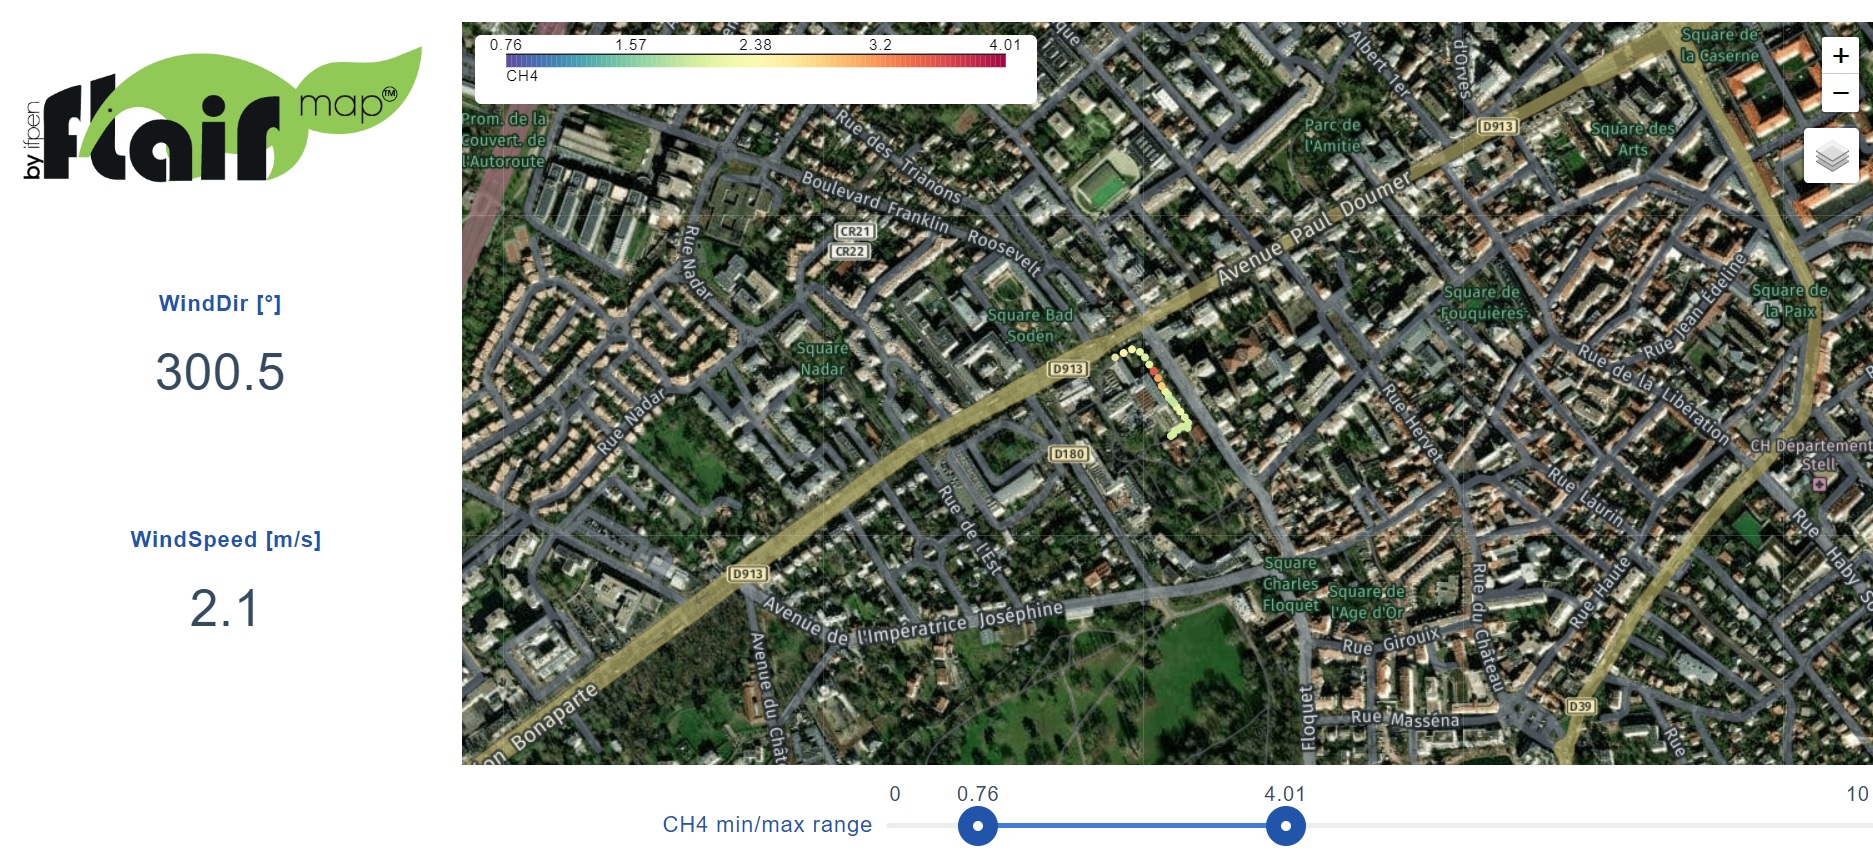 by ifpen
flair map™
WindDir [°]
300.5
WindSpeed [m/s]
2.1
0.76 1.57 2.38 3.2 4.01
CH4
+
−
Square de
la Caserne
Albert 1er
d'Orves
D913
Prom. de la
Couvert. de
l'Autoroute
Rue des Trianons
Parc de
l'Amitié
Square des
Arts
Boulevard Franklin Roosevelt
CR21
CR22
Avenue Paul Doumer
Rue Nadar
Square Bad
Soden
Square de
Fouquières
Rue Jean Edeline
Square de
la Paix
Square
Nadar
D913
Rue de la Libération
Rue Nadar
Rue Hervet
D180
CH Département
Stell
Rue Laurin
Rue de l'Est
Rue Haby
D913
Square
Charles
Floquet
Square de
l'Age d'Or
Rue du Château
Rue Haute
Avenue de l'Impératrice Joséphine
Rue Girouix
Avenue du Chât
on Bonaparte
Floquet
Rue Masséna
D39
Rue
0 0.76 4.01 10
CH4 min/max range